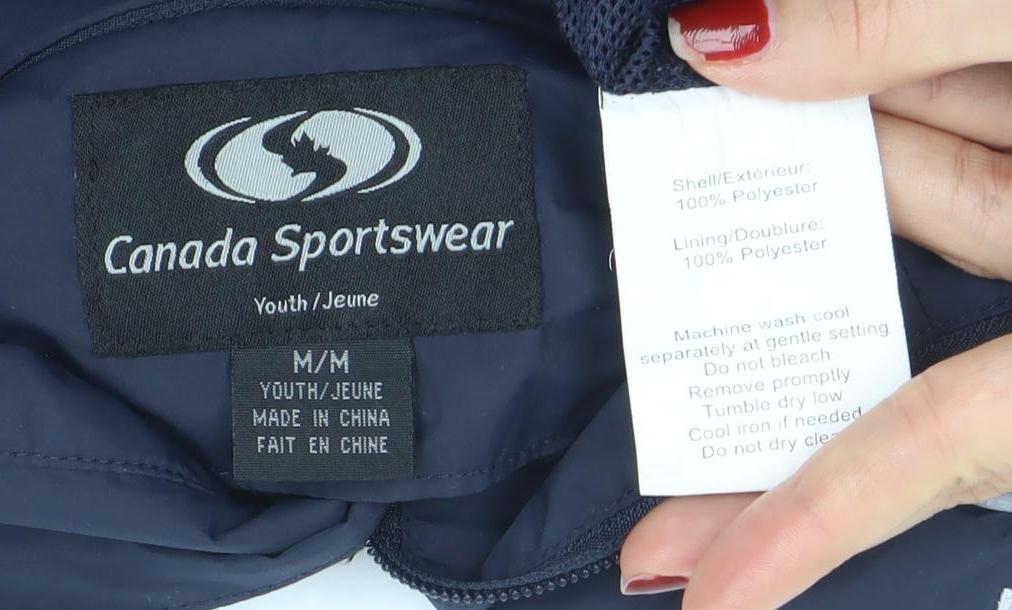 Canada Sportswear
Youth/Jeune
M/M
YOUTH/JEUNE
MADE IN CHINA
FAIT EN CHINE
Shell/Extérieur:
100% Polyester
Lining/Doublure:
100% Polyester
Machine wash cool
separately at gentle setting
Do not bleach
Remove promptly
Tumble dry low
Cool iron if needed
Do not dry